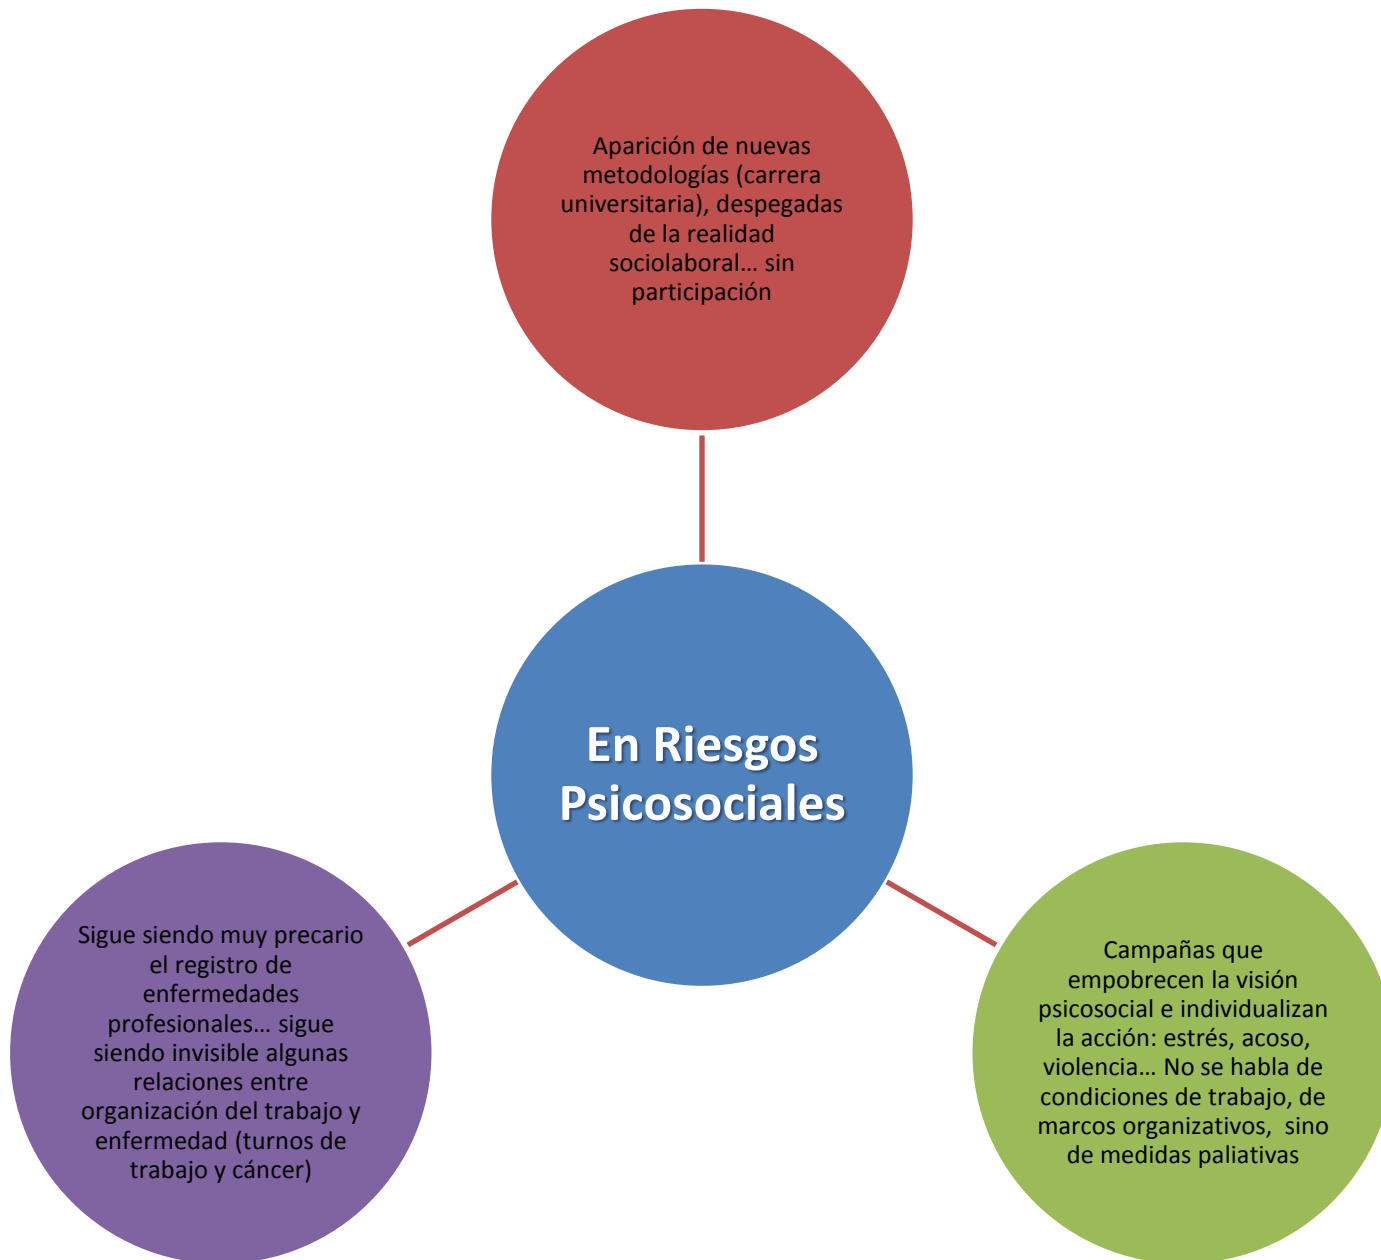 Aparición de nuevas
metodologías (carrera
universitaria), despegadas
de la realidad
sociolaboral... sin
participación
En Riesgos
Psicosociales
Sigue siendo muy precario
el registro de
enfermedades
profesionales... sigue
siendo invisible algunas
relaciones entre
organización del trabajo y
enfermedad (turnos de
trabajo y cáncer)
Campañas que
empobrecen la visión
psicosocial e individualizan
la acción: estrés, acoso,
violencia... No se habla de
condiciones de trabajo, de
marcos organizativos, sino
de medidas paliativas